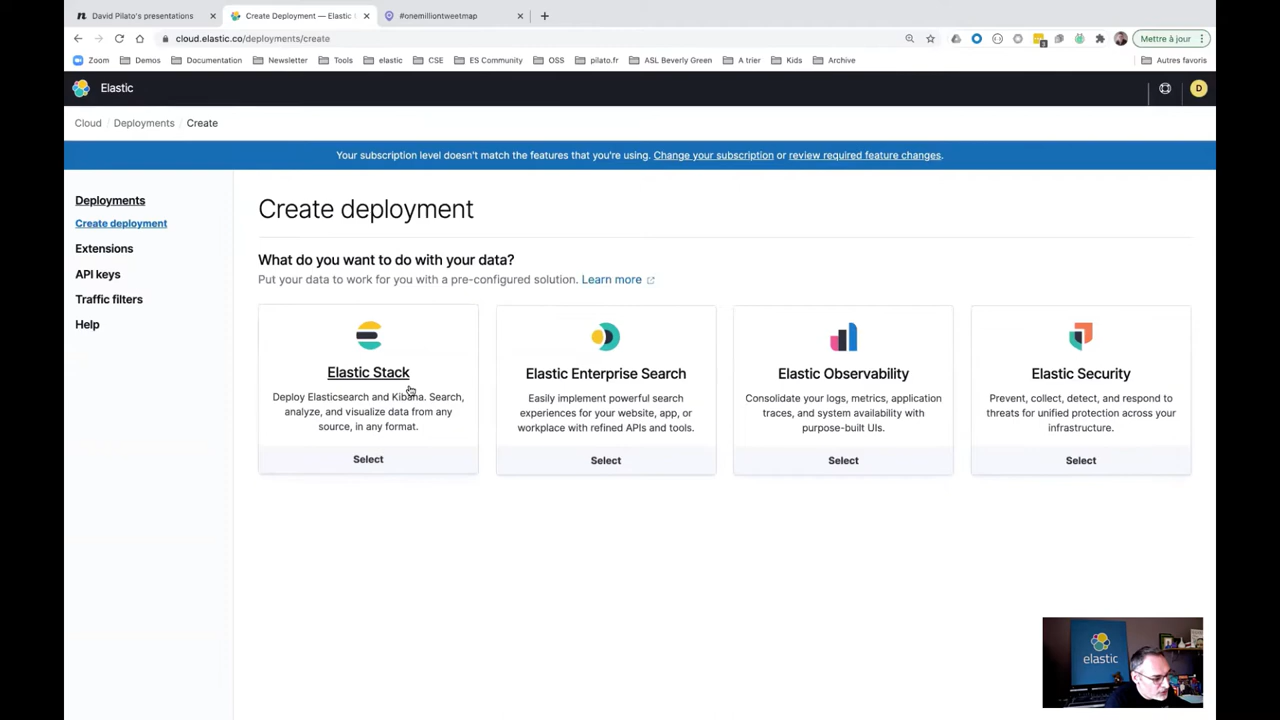 David Pilato's presentations
Create Deployment — Elastic
#onemilliontweetmap
cloud.elastic.co/deployments/create
Mettre à jour
Zoom
Demos
Documentation
Newsletter
Tools
elastic
CSE
ES Community
OSS
pilato.fr
ASL Beverly Green
A trier
Kids
Archive
Autres favoris
Elastic
D
Cloud / Deployments / Create
Your subscription level doesn't match the features that you're using. Change your subscription or review required feature changes.
Deployments
Create deployment
Extensions
API keys
Traffic filters
Help
Create deployment
What do you want to do with your data?
Put your data to work for you with a pre-configured solution. Learn more
Elastic Stack
Deploy Elasticsearch and Kibana. Search,
analyze, and visualize data from any
source, in any format.
Select
Elastic Enterprise Search
Easily implement powerful search
experiences for your website, app, or
workplace with refined APIs and tools.
Select
Elastic Observability
Consolidate your logs, metrics, application
traces, and system availability with
purpose-built UIs.
Select
Elastic Security
Prevent, collect, detect, and respond to
threats for unified protection across your
infrastructure.
Select
elastic